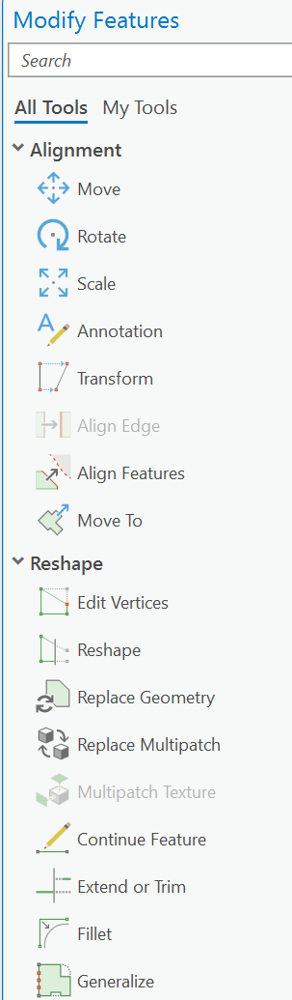 Modify Features
Search
All Tools My Tools
Alignment
Move
Rotate
Scale
A Annotation
Transform
Align Edge
Align Features
Move To
Reshape
Edit Vertices
Reshape
Replace Geometry
Replace Multipatch
Multipatch Texture
Continue Feature
Extend or Trim
Fillet
Generalize